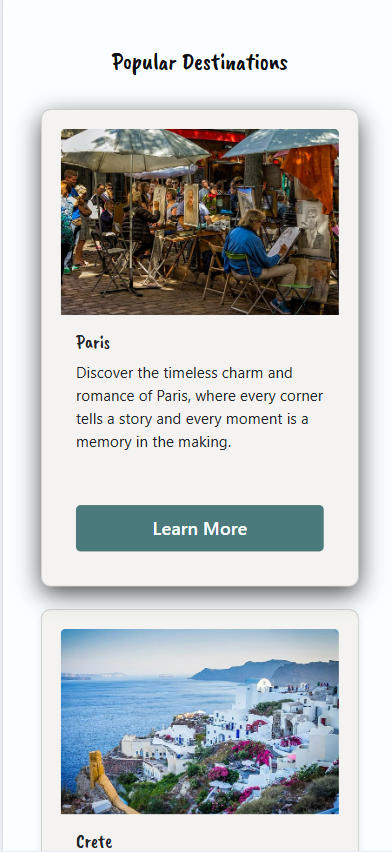 Popular Destinations
Paris
Discover the timeless charm and
romance of Paris, where every corner
tells a story and every moment is a
memory in the making.
Learn More
Crete